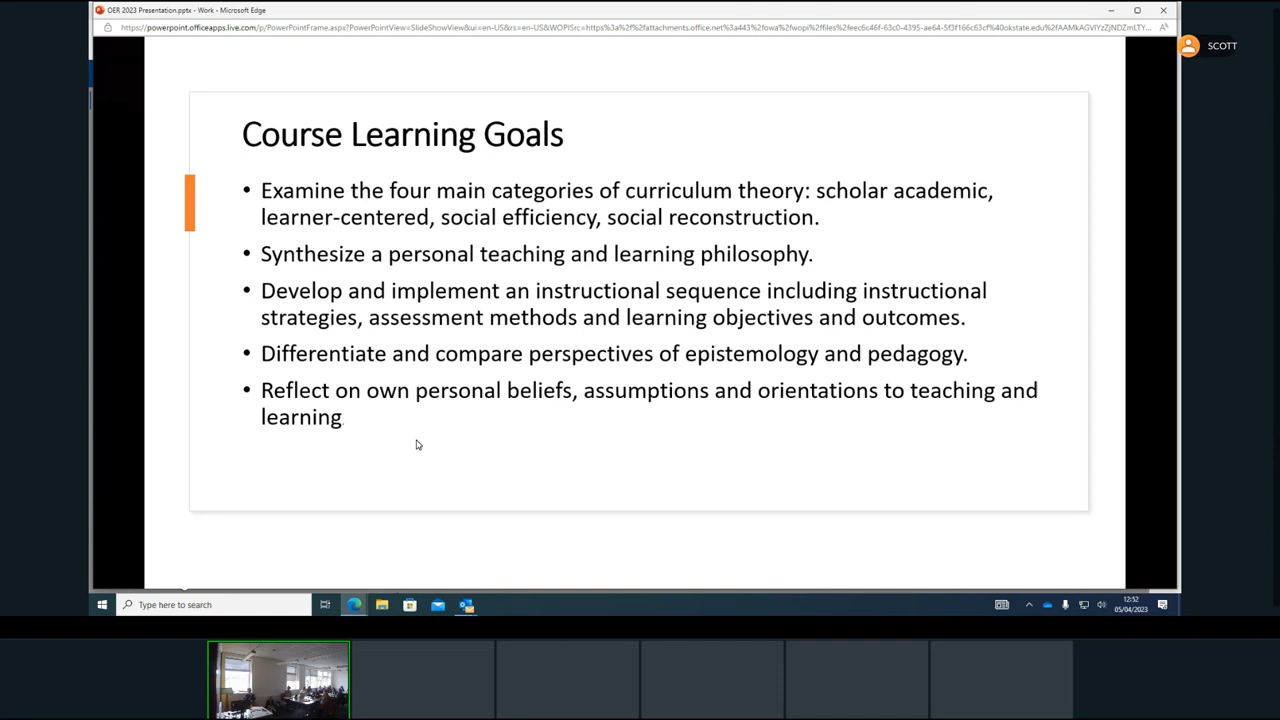 OER 2023 Presentation.pptx - Work - Microsoft Edge
SCOTT
Course Learning Goals
• Examine the four main categories of curriculum theory: scholar academic,
learner-centered, social efficiency, social reconstruction.
• Synthesize a personal teaching and learning philosophy.
• Develop and implement an instructional sequence including instructional
strategies, assessment methods and learning objectives and outcomes.
• Differentiate and compare perspectives of epistemology and pedagogy.
• Reflect on own personal beliefs, assumptions and orientations to teaching and
learning.
Type here to search
12:52
05/04/2023